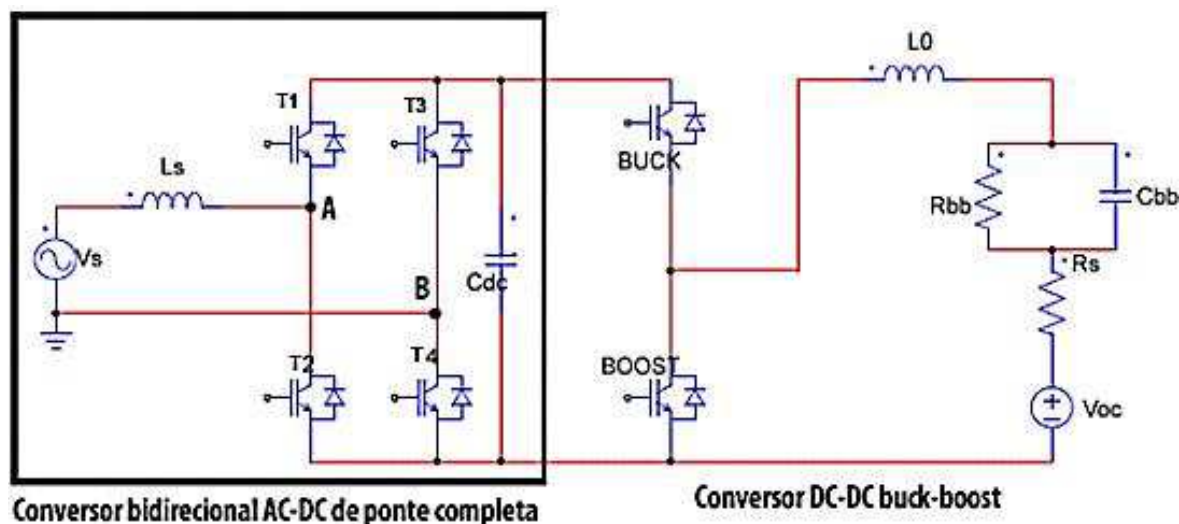 L0
T1
T3
BUCK
Ls
A
Rbb
Cbb
Vs
Cdc
B
Rs
T2
T4
BOOST
Voc
Conversor bidirecional AC-DC de ponte completa
Conversor DC-DC buck-boost